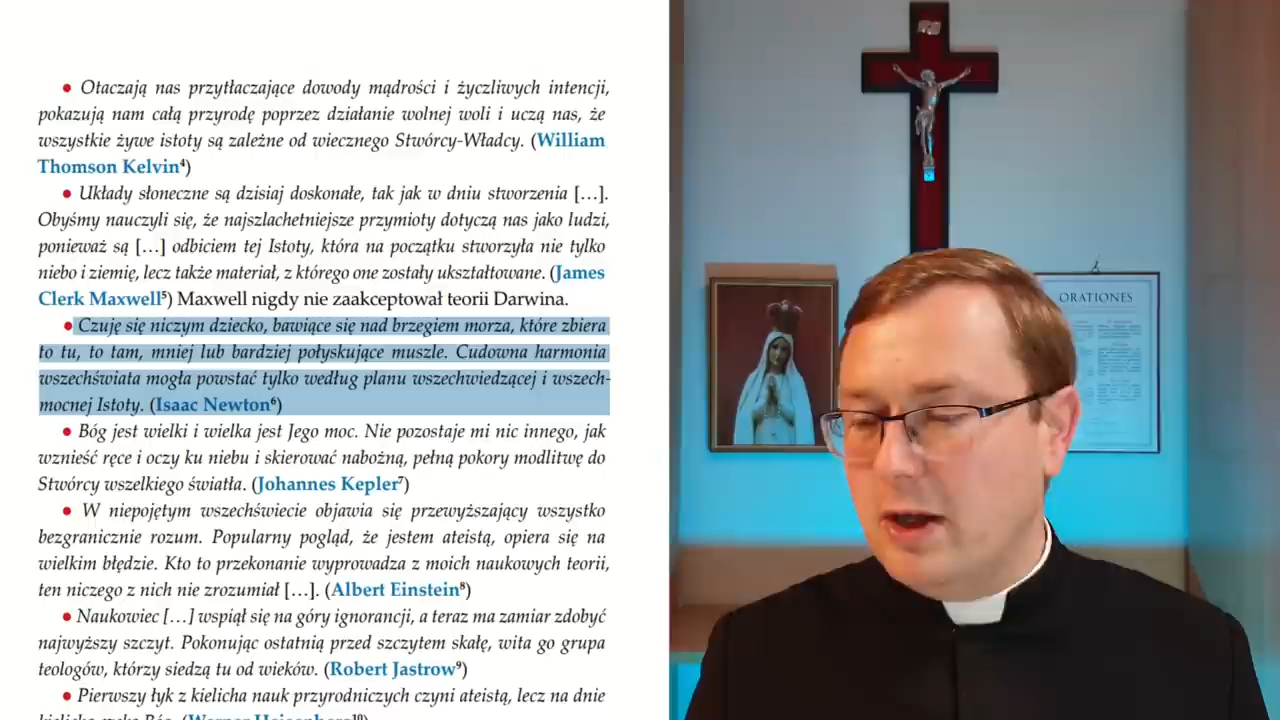 • Otaczają nas przytłaczające dowody mądrości i życzliwych intencji,
pokazują nam całą przyrodę poprzez działanie wolnej woli i uczą nas, że
wszystkie żywe istoty są zależne od wiecznego Stwórcy-Władcy. (William
Thomson Kelvin⁴)
• Układy słoneczne są dzisiaj doskonałe, tak jak w dniu stworzenia […].
Obyśmy nauczyli się, że najszlachetniejsze przymioty dotyczą nas jako ludzi,
ponieważ są […] odbiciem tej Istoty, która na początku stworzyła nie tylko
niebo i ziemię, lecz także materiał, z którego one zostały ukształtowane. (James
Clerk Maxwell⁵) Maxwell nigdy nie zaakceptował teorii Darwina.
• Czuję się niczym dziecko, bawiące się nad brzegiem morza, które zbiera
to tu, to tam, mniej lub bardziej połyskujące muszle. Cudowna harmonia
wszechświata mogła powstać tylko według planu wszechwiedzącej i wszech-
mocnej Istoty. (Isaac Newton⁶)
• Bóg jest wielki i wielka jest Jego moc. Nie pozostaje mi nic innego, jak
wznieść ręce i oczy ku niebu i skierować nabożną, pełną pokory modlitwę do
Stwórcy wszelkiego światła. (Johannes Kepler⁷)
• W niepojętym wszechświecie objawia się przewyższający wszystko
bezgranicznie rozum. Popularny pogląd, że jestem ateistą, opiera się na
wielkim błędzie. Kto to przekonanie wyprowadza z moich naukowych teorii,
ten niczego z nich nie zrozumiał […]. (Albert Einstein⁸)
• Naukowiec […] wspiął się na góry ignorancji, a teraz ma zamiar zdobyć
najwyższy szczyt. Pokonując ostatnią przed szczytem skałę, wita go grupa
teologów, którzy siedzą tu od wieków. (Robert Jastrow⁹)
• Pierwszy łyk z kielicha nauk przyrodniczych czyni ateistą, lecz na dnie
kielicha czeka Bóg. (Werner Heisenberg¹⁰)
ORATIONES